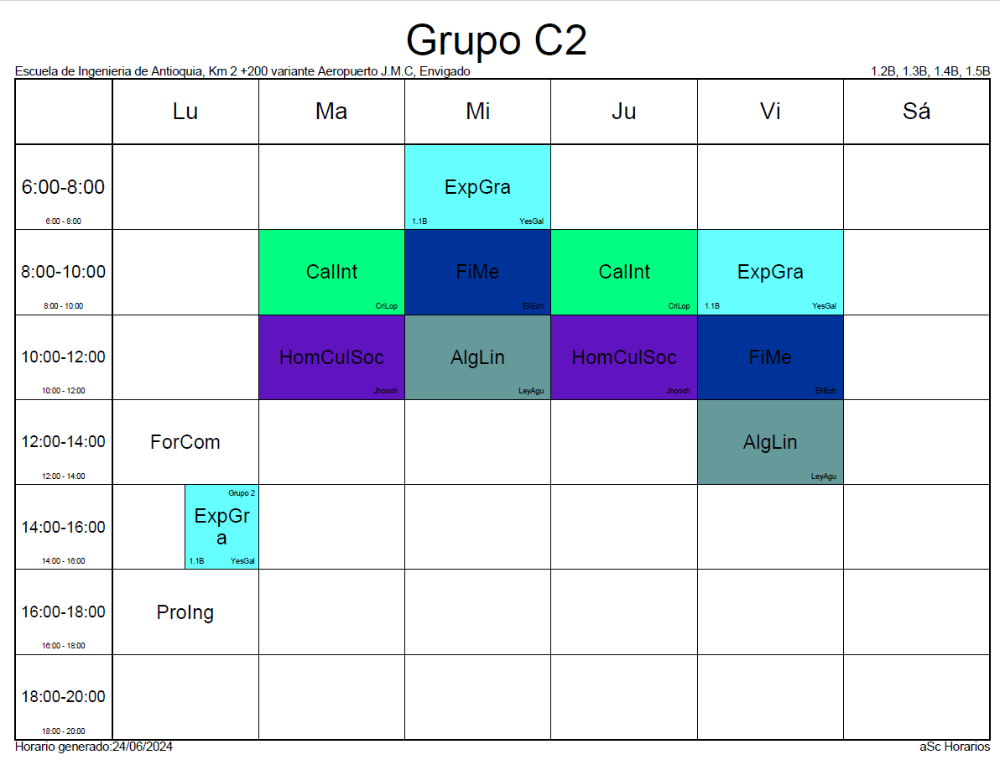 Grupo C2
Escuela de Ingenieria de Antioquia, Km 2 +200 variante Aeropuerto J.M.C, Envigado
1.2B, 1.3B, 1.4B, 1.5B
Lu
Ma
Mi
Ju
Vi
Sá
6:00-8:00
6:00 - 8:00
ExpGra
1.1B
YesGal
8:00-10:00
8:00 - 10:00
CalInt
CriLop
FiMe
EliEch
CalInt
CriLop
ExpGra
1.1B
YesGal
10:00-12:00
10:00 - 12:00
HomCulSoc
Jhooch
AlgLin
LeyAgu
HomCulSoc
Jhooch
FiMe
EliEch
12:00-14:00
12:00 - 14:00
ForCom
AlgLin
LeyAgu
14:00-16:00
14:00 - 16:00
Grupo 2
ExpGr
a
1.1B
YesGal
16:00-18:00
16:00 - 18:00
ProIng
18:00-20:00
18:00 - 20:00
Horario generado:24/06/2024
aSc Horarios